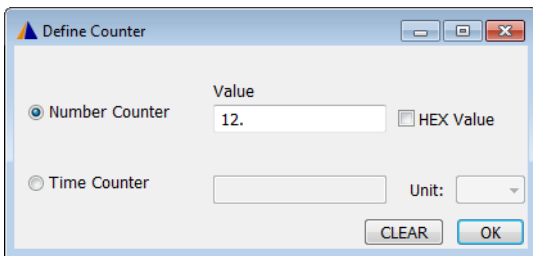 Define Counter
Value
Number Counter
12.
HEX Value
Time Counter
Unit:
CLEAR
OK